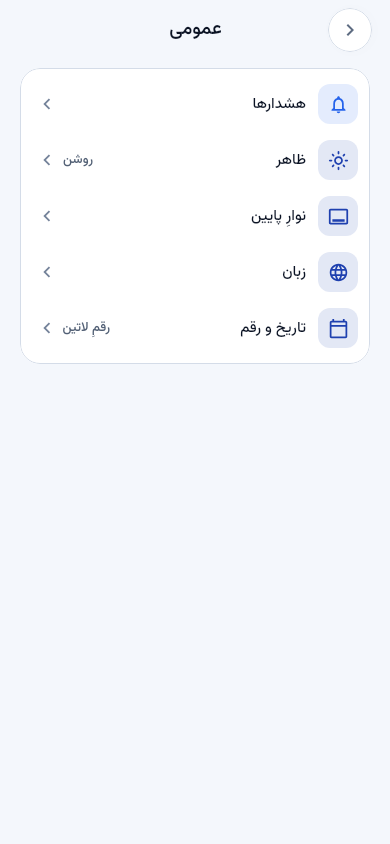 عمومی
هشدارها
ظاهر روشن
نوارِ پایین
زبان
تاریخ و رقم رقمِ لاتین